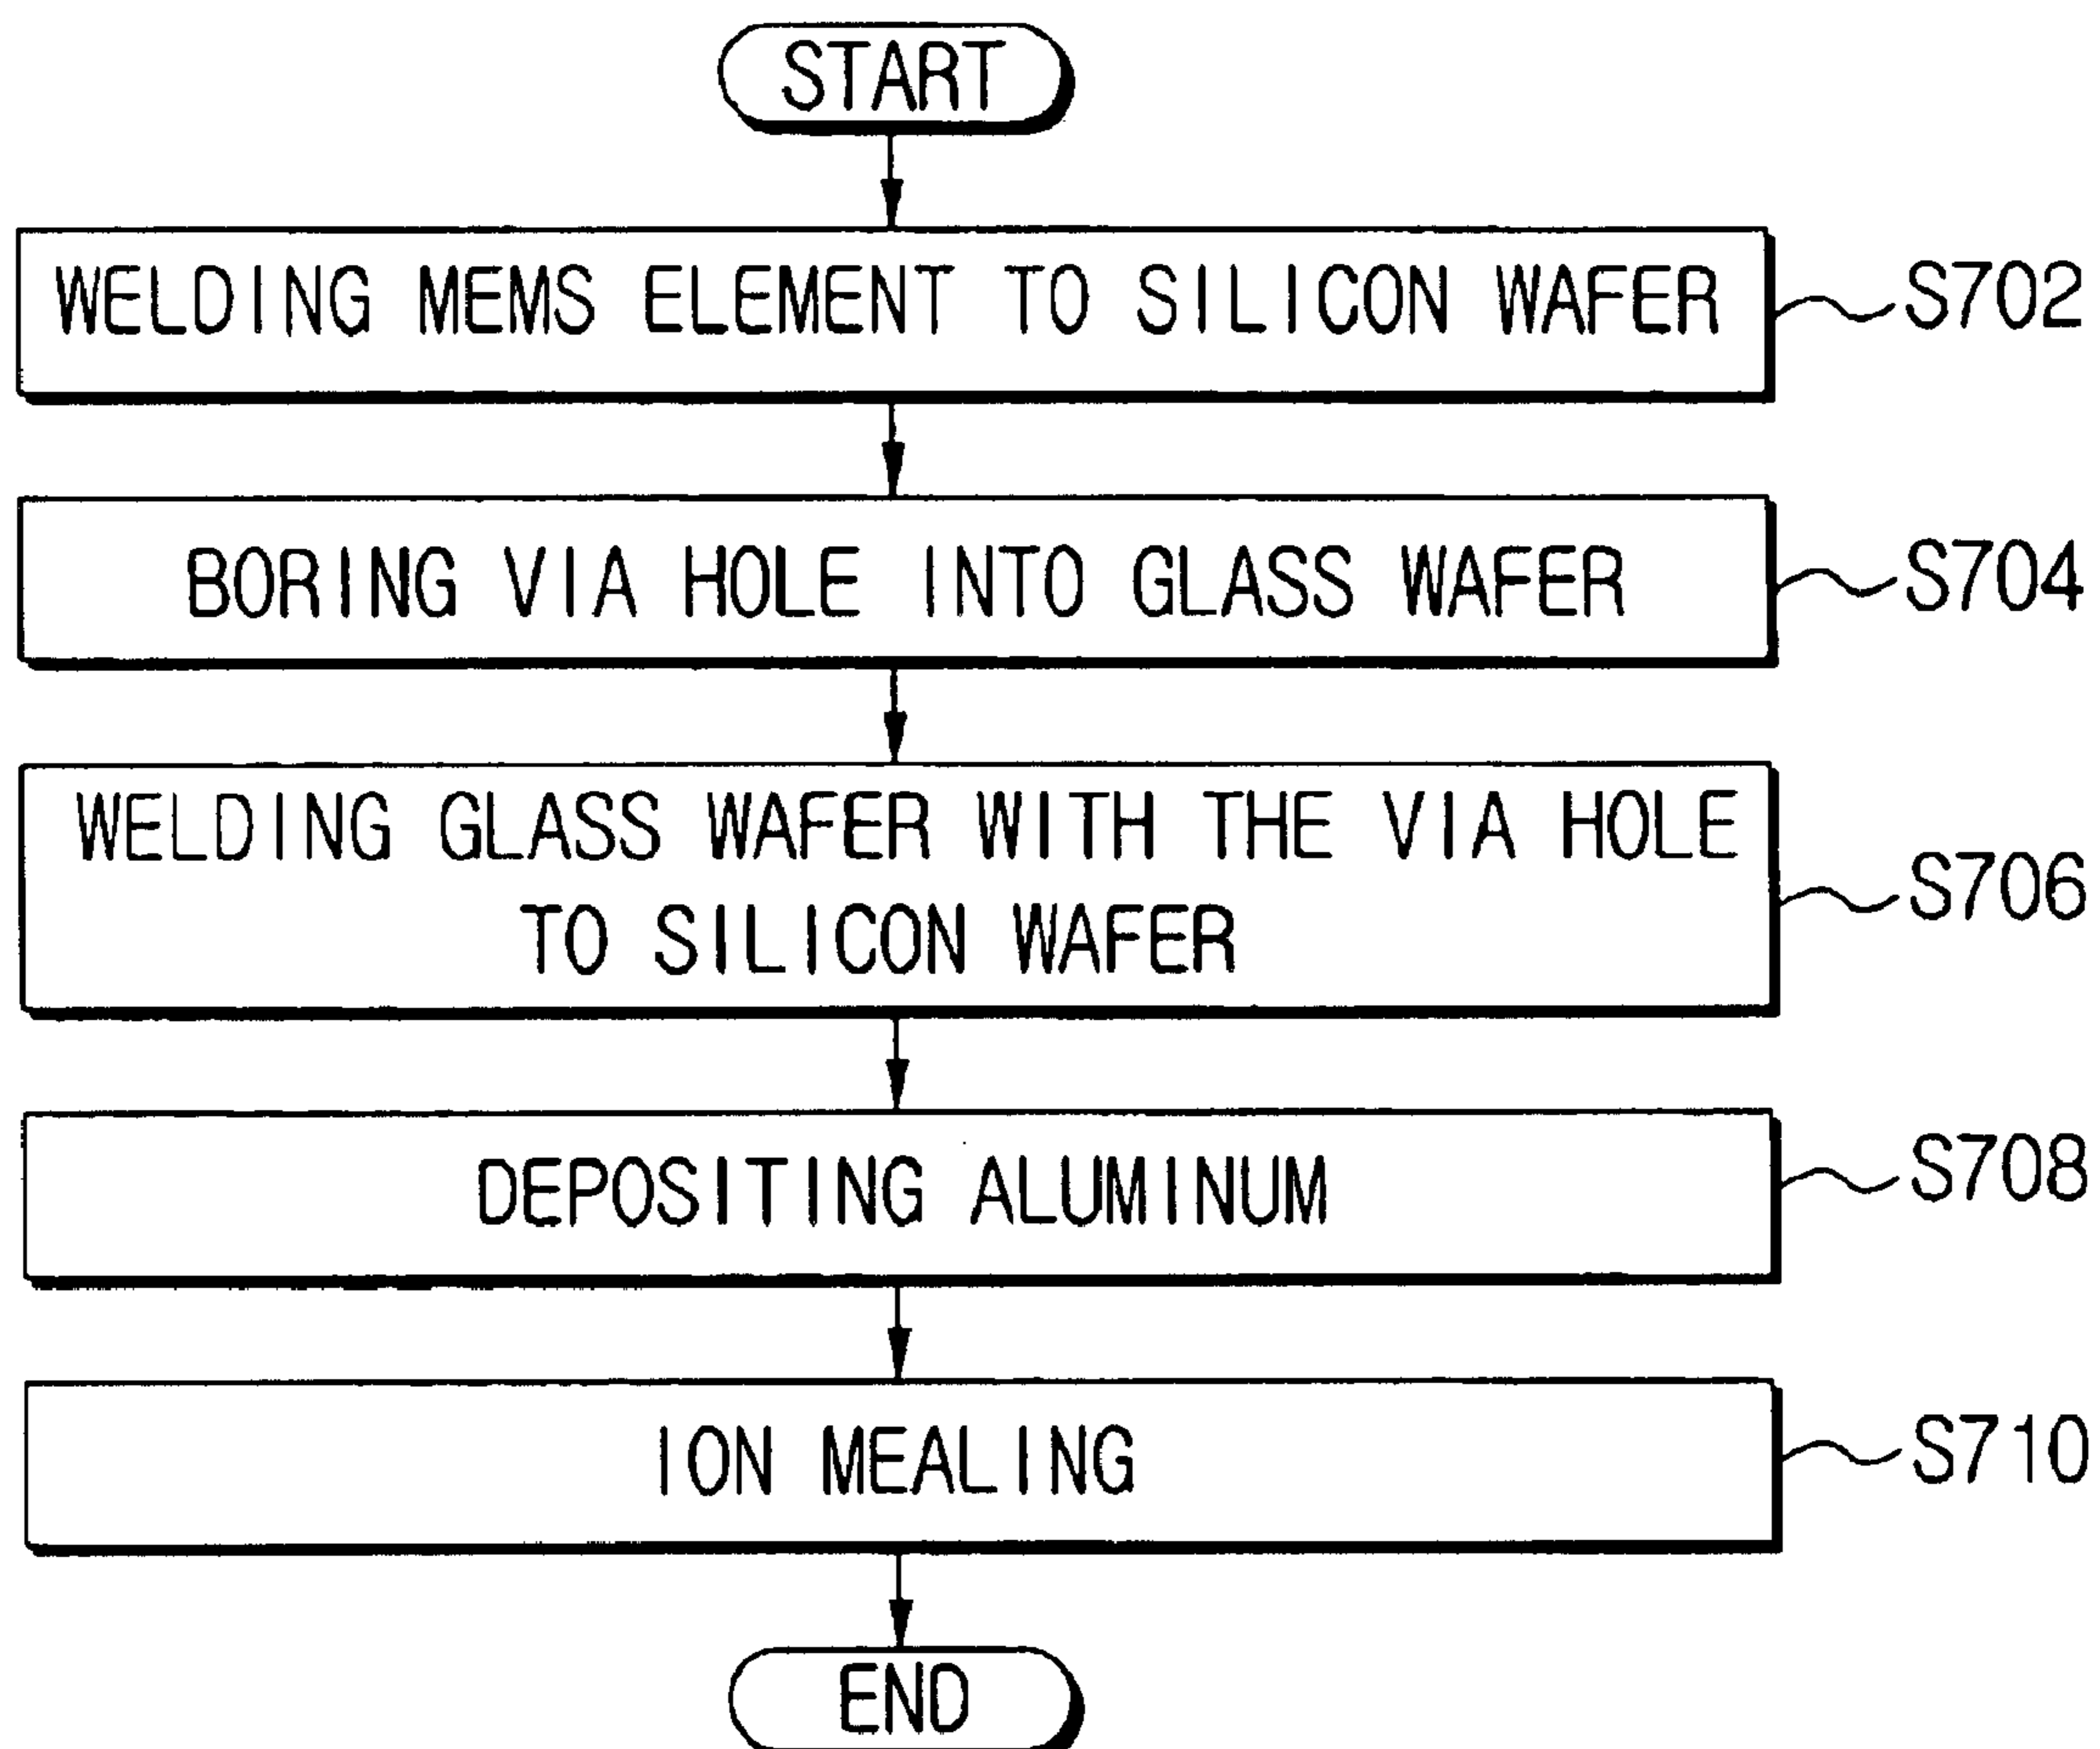 START
WELDING MEMS ELEMENT TO SILICON WAFER
S702
BORING VIA HOLE INTO GLASS WAFER
S704
WELDING GLASS WAFER WITH THE VIA HOLE
TO SILICON WAFER
S706
DEPOSITING ALUMINUM
S708
ION MEALING
S710
END